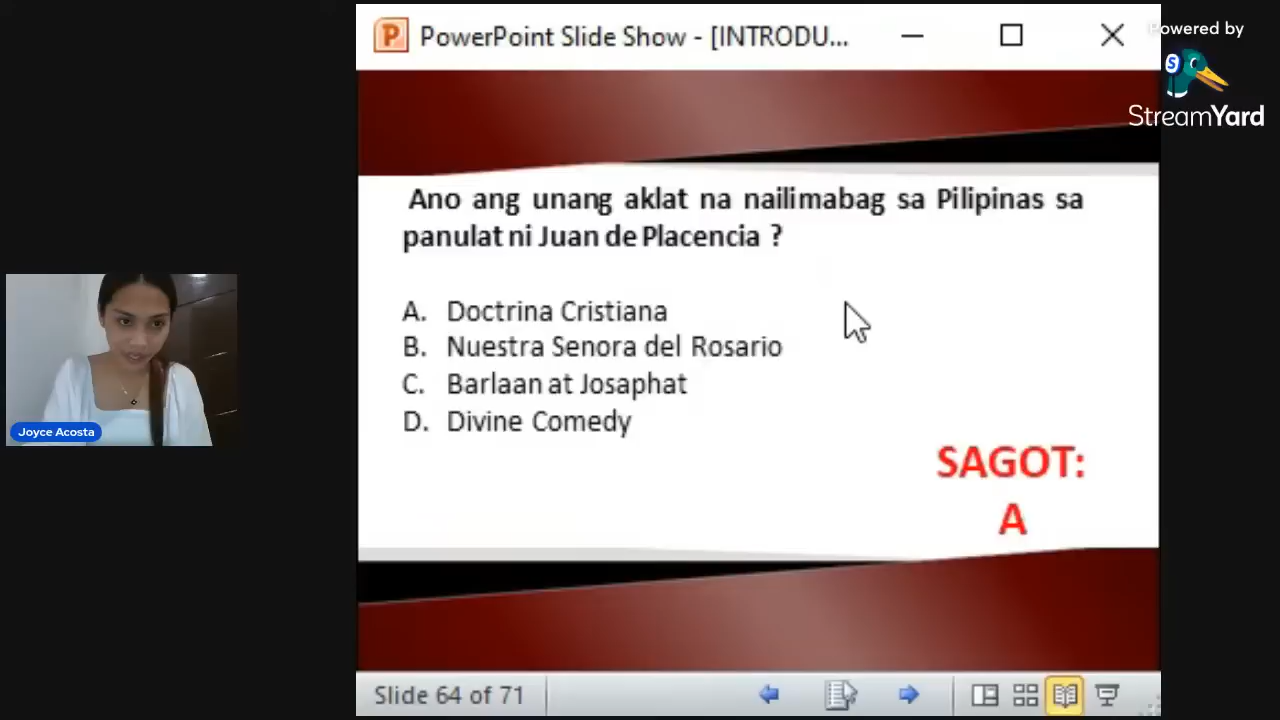 PowerPoint Slide Show - [INTRODU...
Powered by
StreamYard
Ano ang unang aklat na nailimabag sa Pilipinas sa
panulat ni Juan de Placencia ?
A. Doctrina Cristiana
B. Nuestra Senora del Rosario
C. Barlaan at Josaphat
D. Divine Comedy
SAGOT:
A
Joyce Acosta
Slide 64 of 71